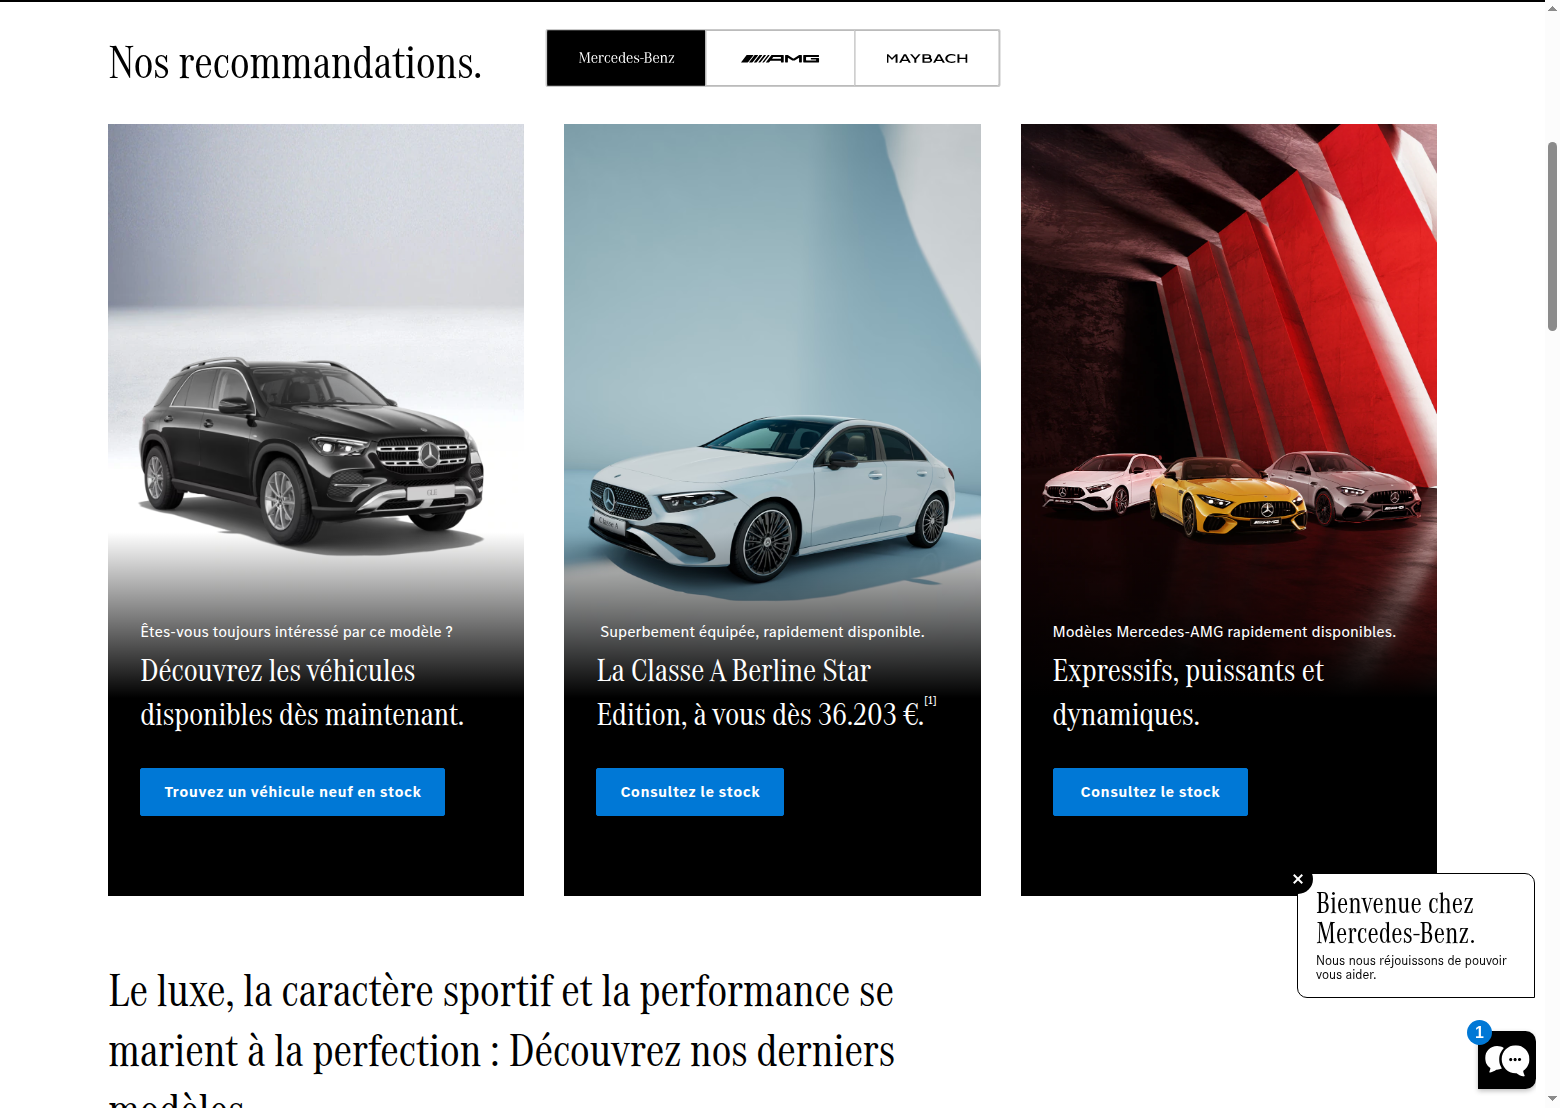 Nos recommandations.
Mercedes-Benz
AMG
MAYBACH
GLE
Classe A
AMG
Êtes-vous toujours intéressé par ce modèle ?
Découvrez les véhicules
disponibles dès maintenant.
Trouvez un véhicule neuf en stock
Superbement équipée, rapidement disponible.
La Classe A Berline Star
Edition, à vous dès 36.203 €.[1]
Consultez le stock
Modèles Mercedes-AMG rapidement disponibles.
Expressifs, puissants et
dynamiques.
Consultez le stock
Bienvenue chez
Mercedes-Benz.
Nous nous réjouissons de pouvoir
vous aider.
1
Le luxe, la caractère sportif et la performance se
marient à la perfection : Découvrez nos derniers
modèles